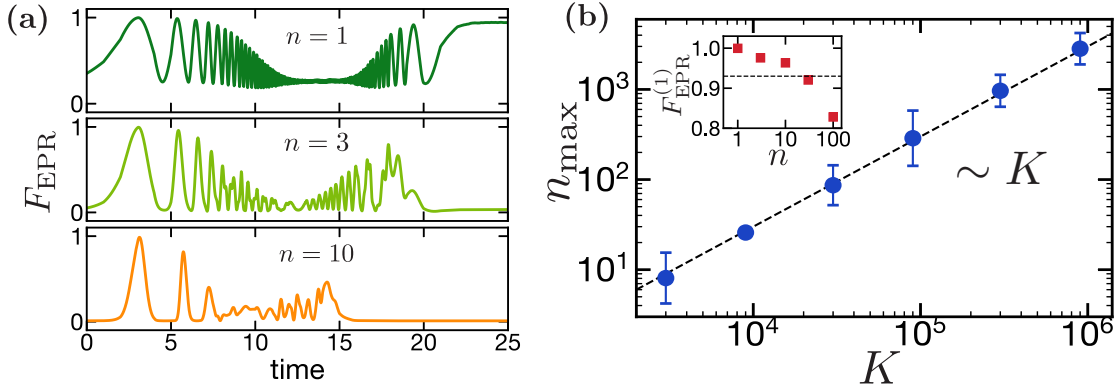 (a)
n = 1
1
0
n = 3
1
0
F_EPR
n = 10
1
0
0 5 10 15 20 25
time
(b)
10^3
10^2
10^1
n_max
1.0
0.9
0.8
F_EPR^(1)
1 10 100
n
∼ K
10^4 10^5 10^6
K